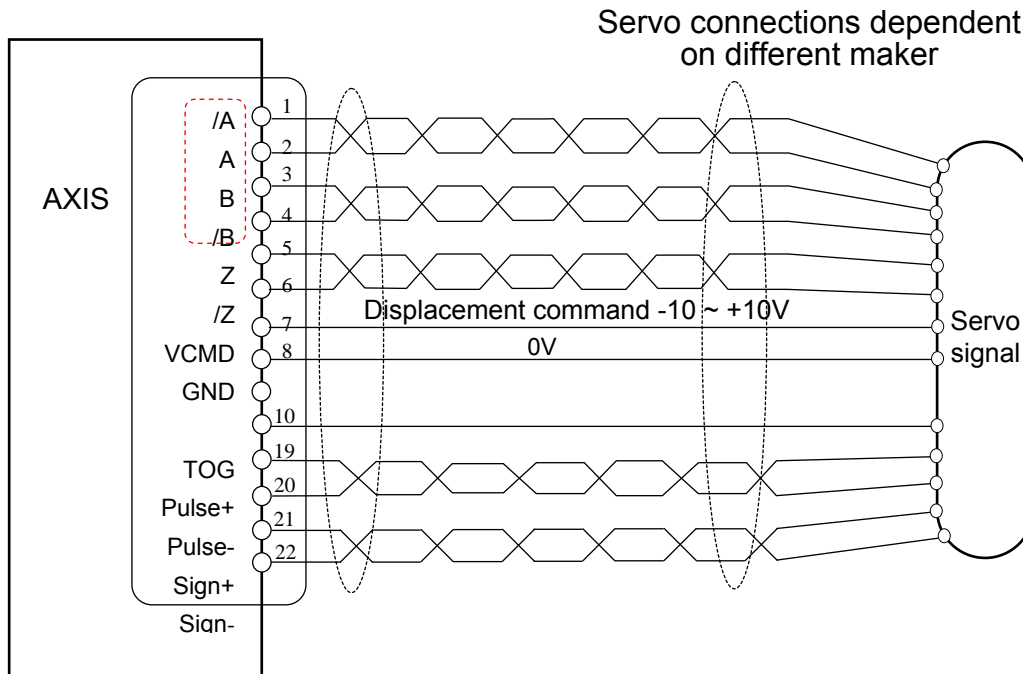 Servo connections dependent
on different maker
AXIS
/A
1
A
2
B
3
/B
4
Z
5
/Z
6
Displacement command -10 ~ +10V
7
VCMD
0V
8
GND
10
TOG
19
Pulse+
20
Pulse-
21
Sign+
22
Sign-
Servo
signal